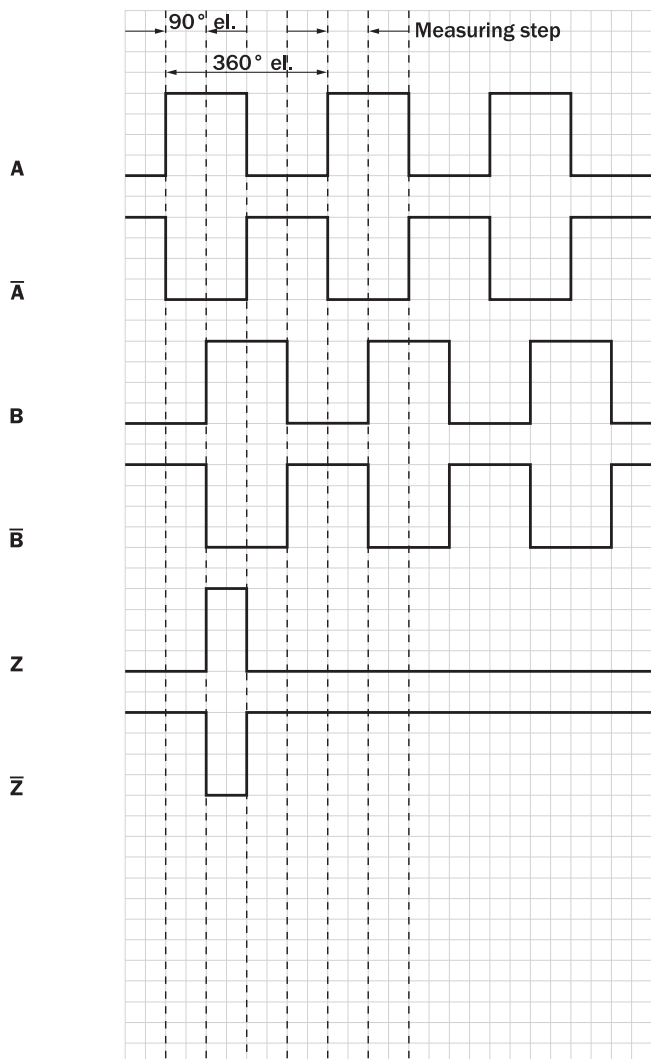 90° el.
Measuring step
360° el.
A
A̅
B
B̅
Z
Z̅